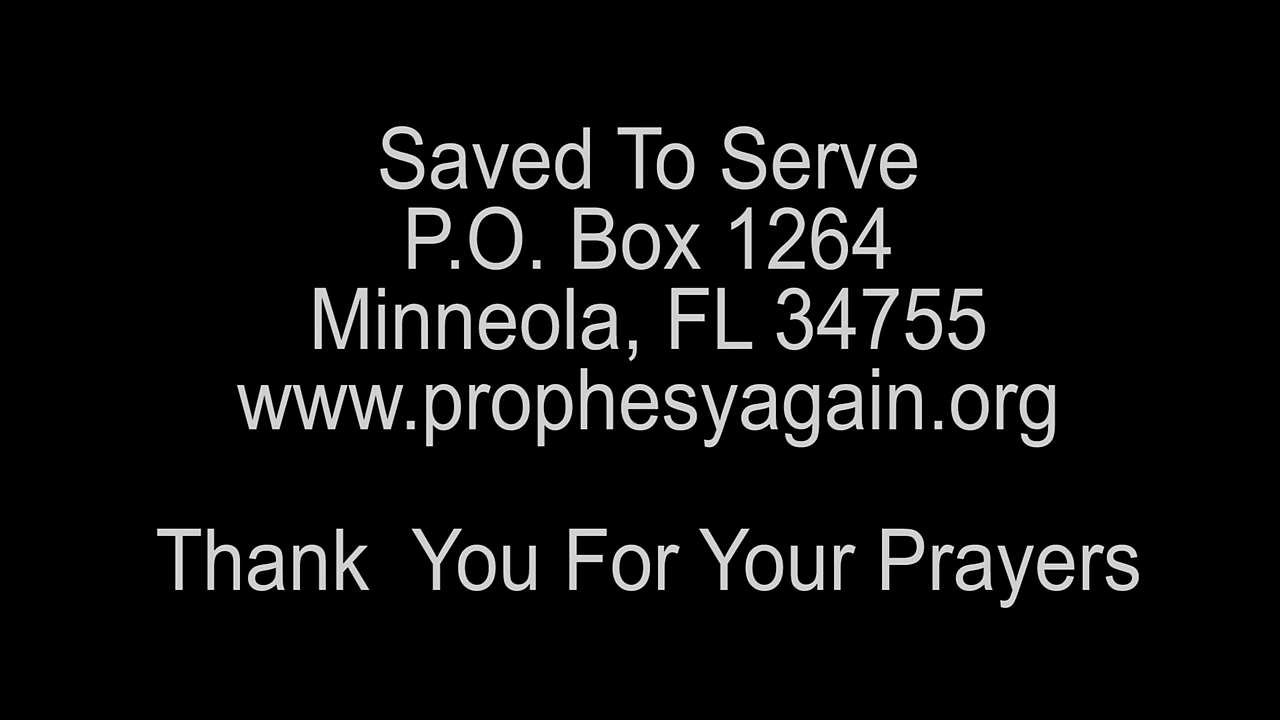 Saved To Serve
P.O. Box 1264
Minneola, FL 34755
www.prophesyagain.org
Thank  You For Your Prayers